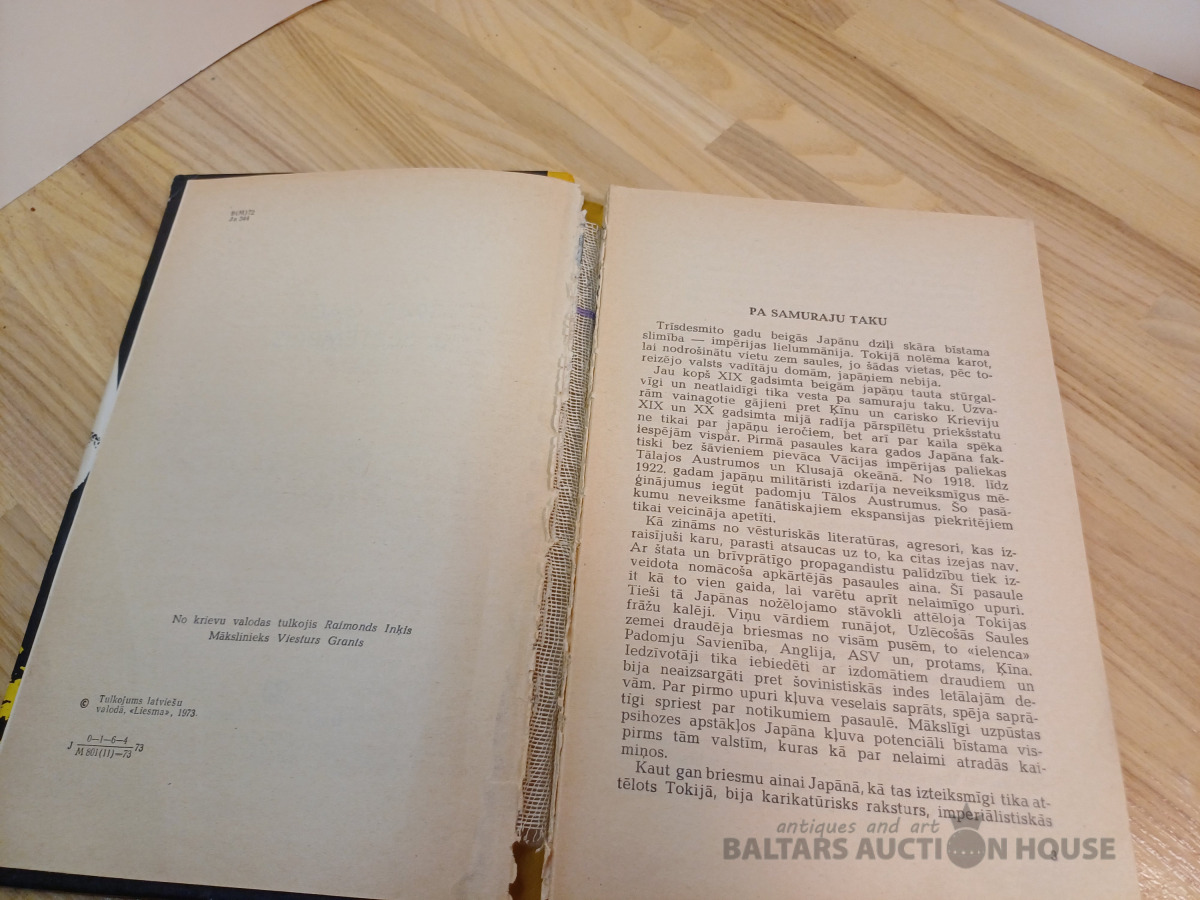 Ja 564
No krievu valodas tulkojis Raimonds Inķis
Mākslinieks Viesturs Grants
© Tulkojums latviešu
valodā, «Liesma», 1973.
0—1—6—4
J 73
M 801(11)—73
PA SAMURAJU TAKU
Trīsdesmito gadu beigās Japānu dziļi skāra bīstama
slimība — impērijas lielummānija. Tokijā nolēma karot,
lai nodrošinātu vietu zem saules, jo šādas vietas, pēc to-
reizējo valsts vadītāju domām, japāņiem nebija.
Jau kopš XIX gadsimta beigām japāņu tauta stūrgal-
vīgi un neatlaidīgi tika vesta pa samuraju taku. Uzva-
rām vainagotie gājieni pret Ķīnu un carisko Krieviju
XIX un XX gadsimta mijā radīja pārspīlētu priekšstatu
ne tikai par japāņu ieročiem, bet arī par kaila spēka
iespējām vispār. Pirmā pasaules kara gados Japāna fak-
tiski bez šāvieniem pievāca Vācijas impērijas paliekas
Tālajos Austrumos un Klusajā okeānā. No 1918. līdz
1922. gadam japāņu militāristi izdarīja neveiksmīgus mē-
ģinājumus iegūt padomju Tālos Austrumus. Šo pasā-
kumu neveiksme fanātiskajiem ekspansijas piekritējiem
tikai veicināja apetīti.
Kā zināms no vēsturiskās literatūras, agresori, kas iz-
raisījuši karu, parasti atsaucas uz to, ka citas izejas nav.
Ar štata un brīvprātīgo propagandistu palīdzību tiek iz-
veidota nomācoša apkārtējās pasaules aina. Šī pasaule
it kā to vien gaida, lai varētu aprīt nelaimīgo upuri.
Tieši tā Japānas nožēlojamo stāvokli attēloja Tokijas
frāžu kalēji. Viņu vārdiem runājot, Uzlēcošās Saules
zemei draudēja briesmas no visām pusēm, to «ielenca»
Padomju Savienība, Anglija, ASV un, protams, Ķīna.
Iedzīvotāji tika iebiedēti ar izdomātiem draudiem un
bija neaizsargāti pret šovinistiskās indes letālajām de-
vām. Par pirmo upuri kļuva veselais saprāts, spēja saprā-
tīgi spriest par notikumiem pasaulē. Mākslīgi uzpūstas
psihozes apstākļos Japāna kļuva potenciāli bīstama vis-
pirms tām valstīm, kuras kā par nelaimi atradās kai-
miņos.
Kaut gan briesmu ainai Japānā, kā tas izteiksmīgi tika at-
tēlots Tokijā, bija karikatūrisks raksturs, impēriālistiskās
antiques and art
BALTARS AUCTION HOUSE